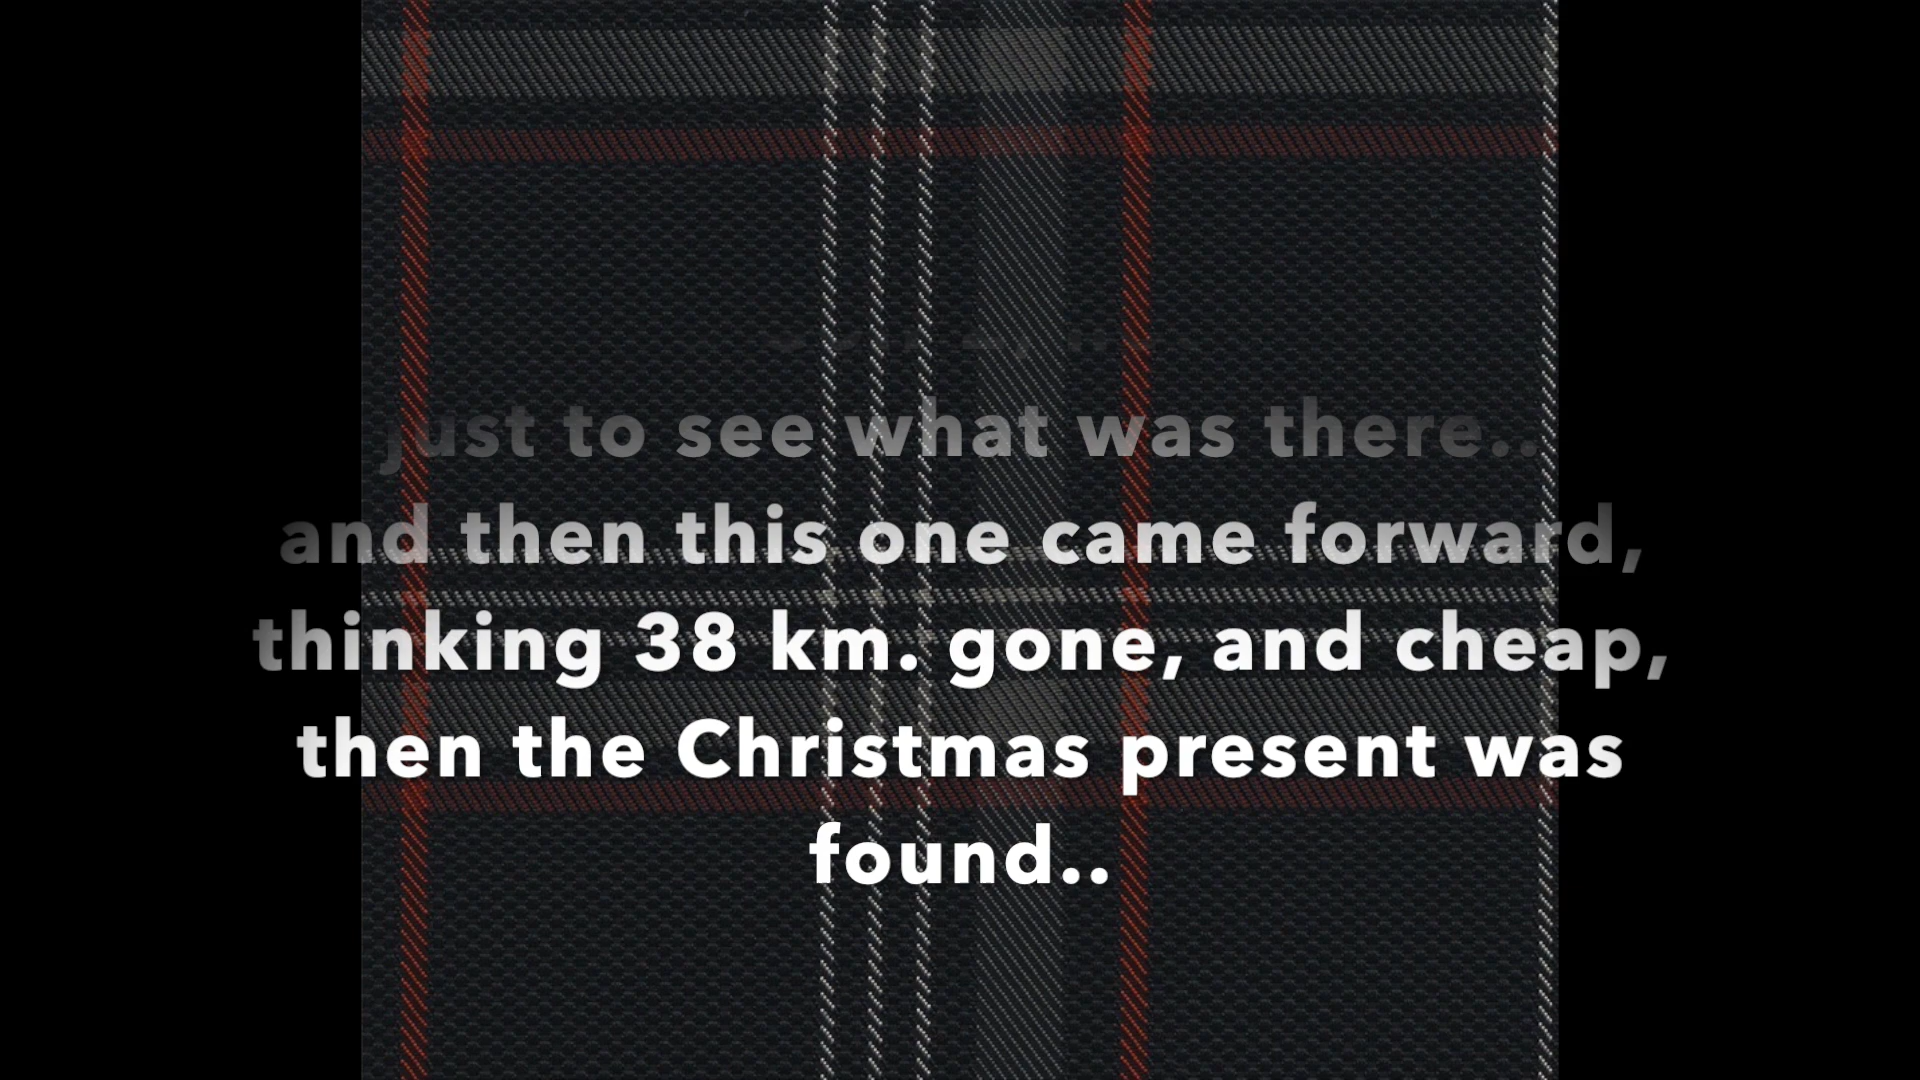 just to see what was there..
and then this one came forward,
thinking 38 km. gone, and cheap,
then the Christmas present was
found..